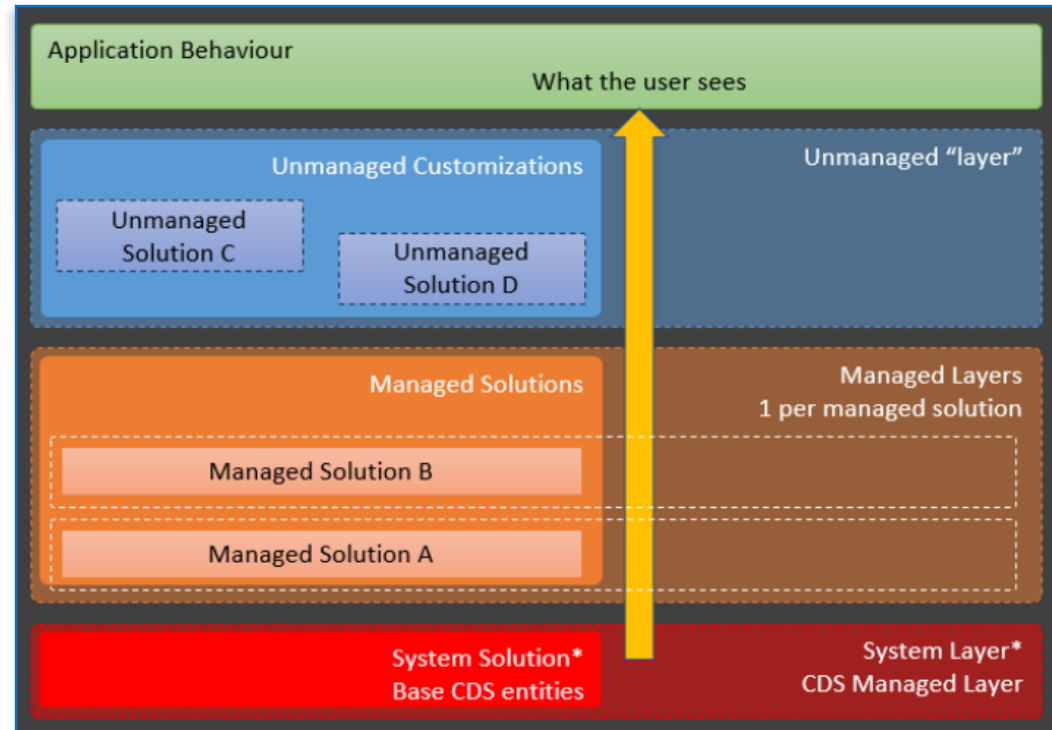 Application Behaviour
What the user sees
Unmanaged Customizations
Unmanaged “layer”
Unmanaged
Solution C
Unmanaged
Solution D
Managed Solutions
Managed Layers
1 per managed solution
Managed Solution B
Managed Solution A
System Solution*
Base CDS entities
System Layer*
CDS Managed Layer